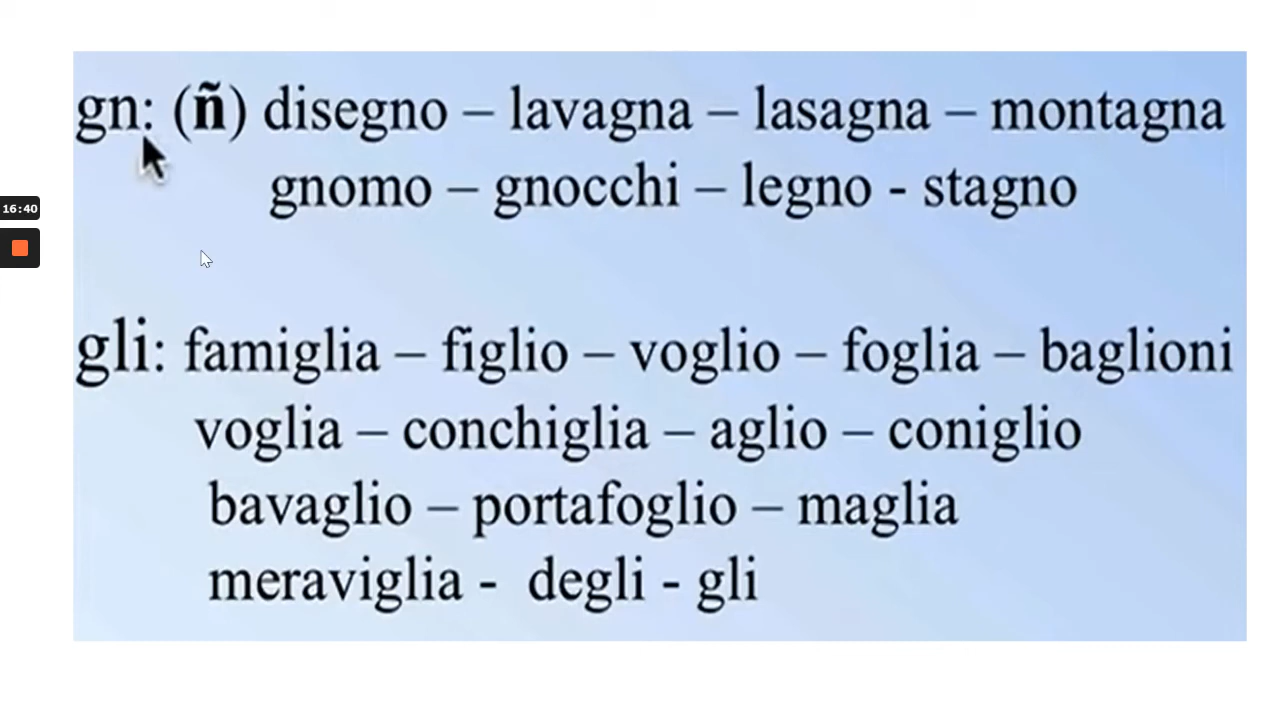 gn: (ñ) disegno – lavagna – lasagna – montagna
gnomo – gnocchi – legno - stagno
16:40
gli: famiglia – figlio – voglio – foglia – baglioni
voglia – conchiglia – aglio – coniglio
bavaglio – portafoglio – maglia
meraviglia - degli - gli